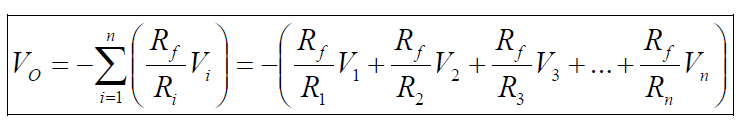 $V_O = -\sum_{i=1}^{n}\left(\frac{R_f}{R_i}V_i\right) = -\left(\frac{R_f}{R_1}V_1 + \frac{R_f}{R_2}V_2 + \frac{R_f}{R_3}V_3 + ... + \frac{R_f}{R_n}V_n\right)$